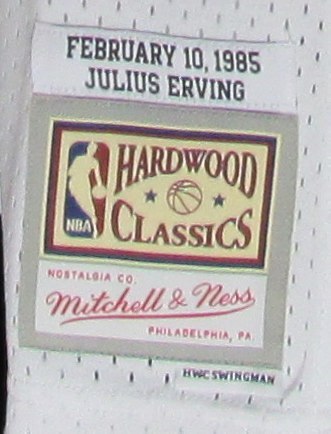 FEBRUARY 10, 1985
JULIUS ERVING
HARDWOOD
NBA
CLASSICS
NOSTALGIA CO.
Mitchell & Ness
PHILADELPHIA, PA.
HWC SWINGMAN